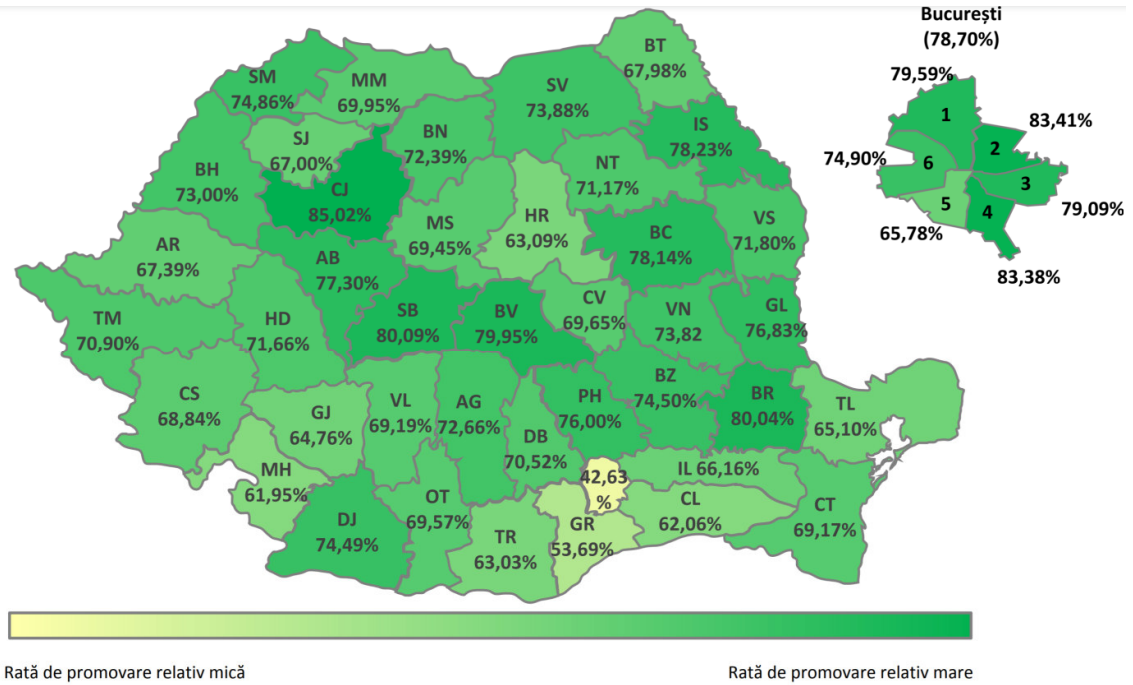 București
(78,70%)
79,59%
1
83,41%
2
74,90%
6
3
5
4
79,09%
65,78%
83,38%
BT
67,98%
SM
74,86%
MM
69,95%
SV
73,88%
IS
78,23%
SJ
67,00%
BN
72,39%
NT
71,17%
BH
73,00%
CJ
85,02%
MS
69,45%
HR
63,09%
VS
71,80%
BC
78,14%
AR
67,39%
AB
77,30%
CV
69,65%
TM
70,90%
HD
71,66%
SB
80,09%
BV
79,95%
VN
73,82
GL
76,83%
CS
68,84%
GJ
64,76%
VL
69,19%
AG
72,66%
PH
76,00%
BZ
74,50%
BR
80,04%
TL
65,10%
DB
70,52%
MH
61,95%
42,63
%
IL 66,16%
OT
69,57%
CL
62,06%
CT
69,17%
DJ
74,49%
TR
63,03%
GR
53,69%
Rată de promovare relativ mică
Rată de promovare relativ mare